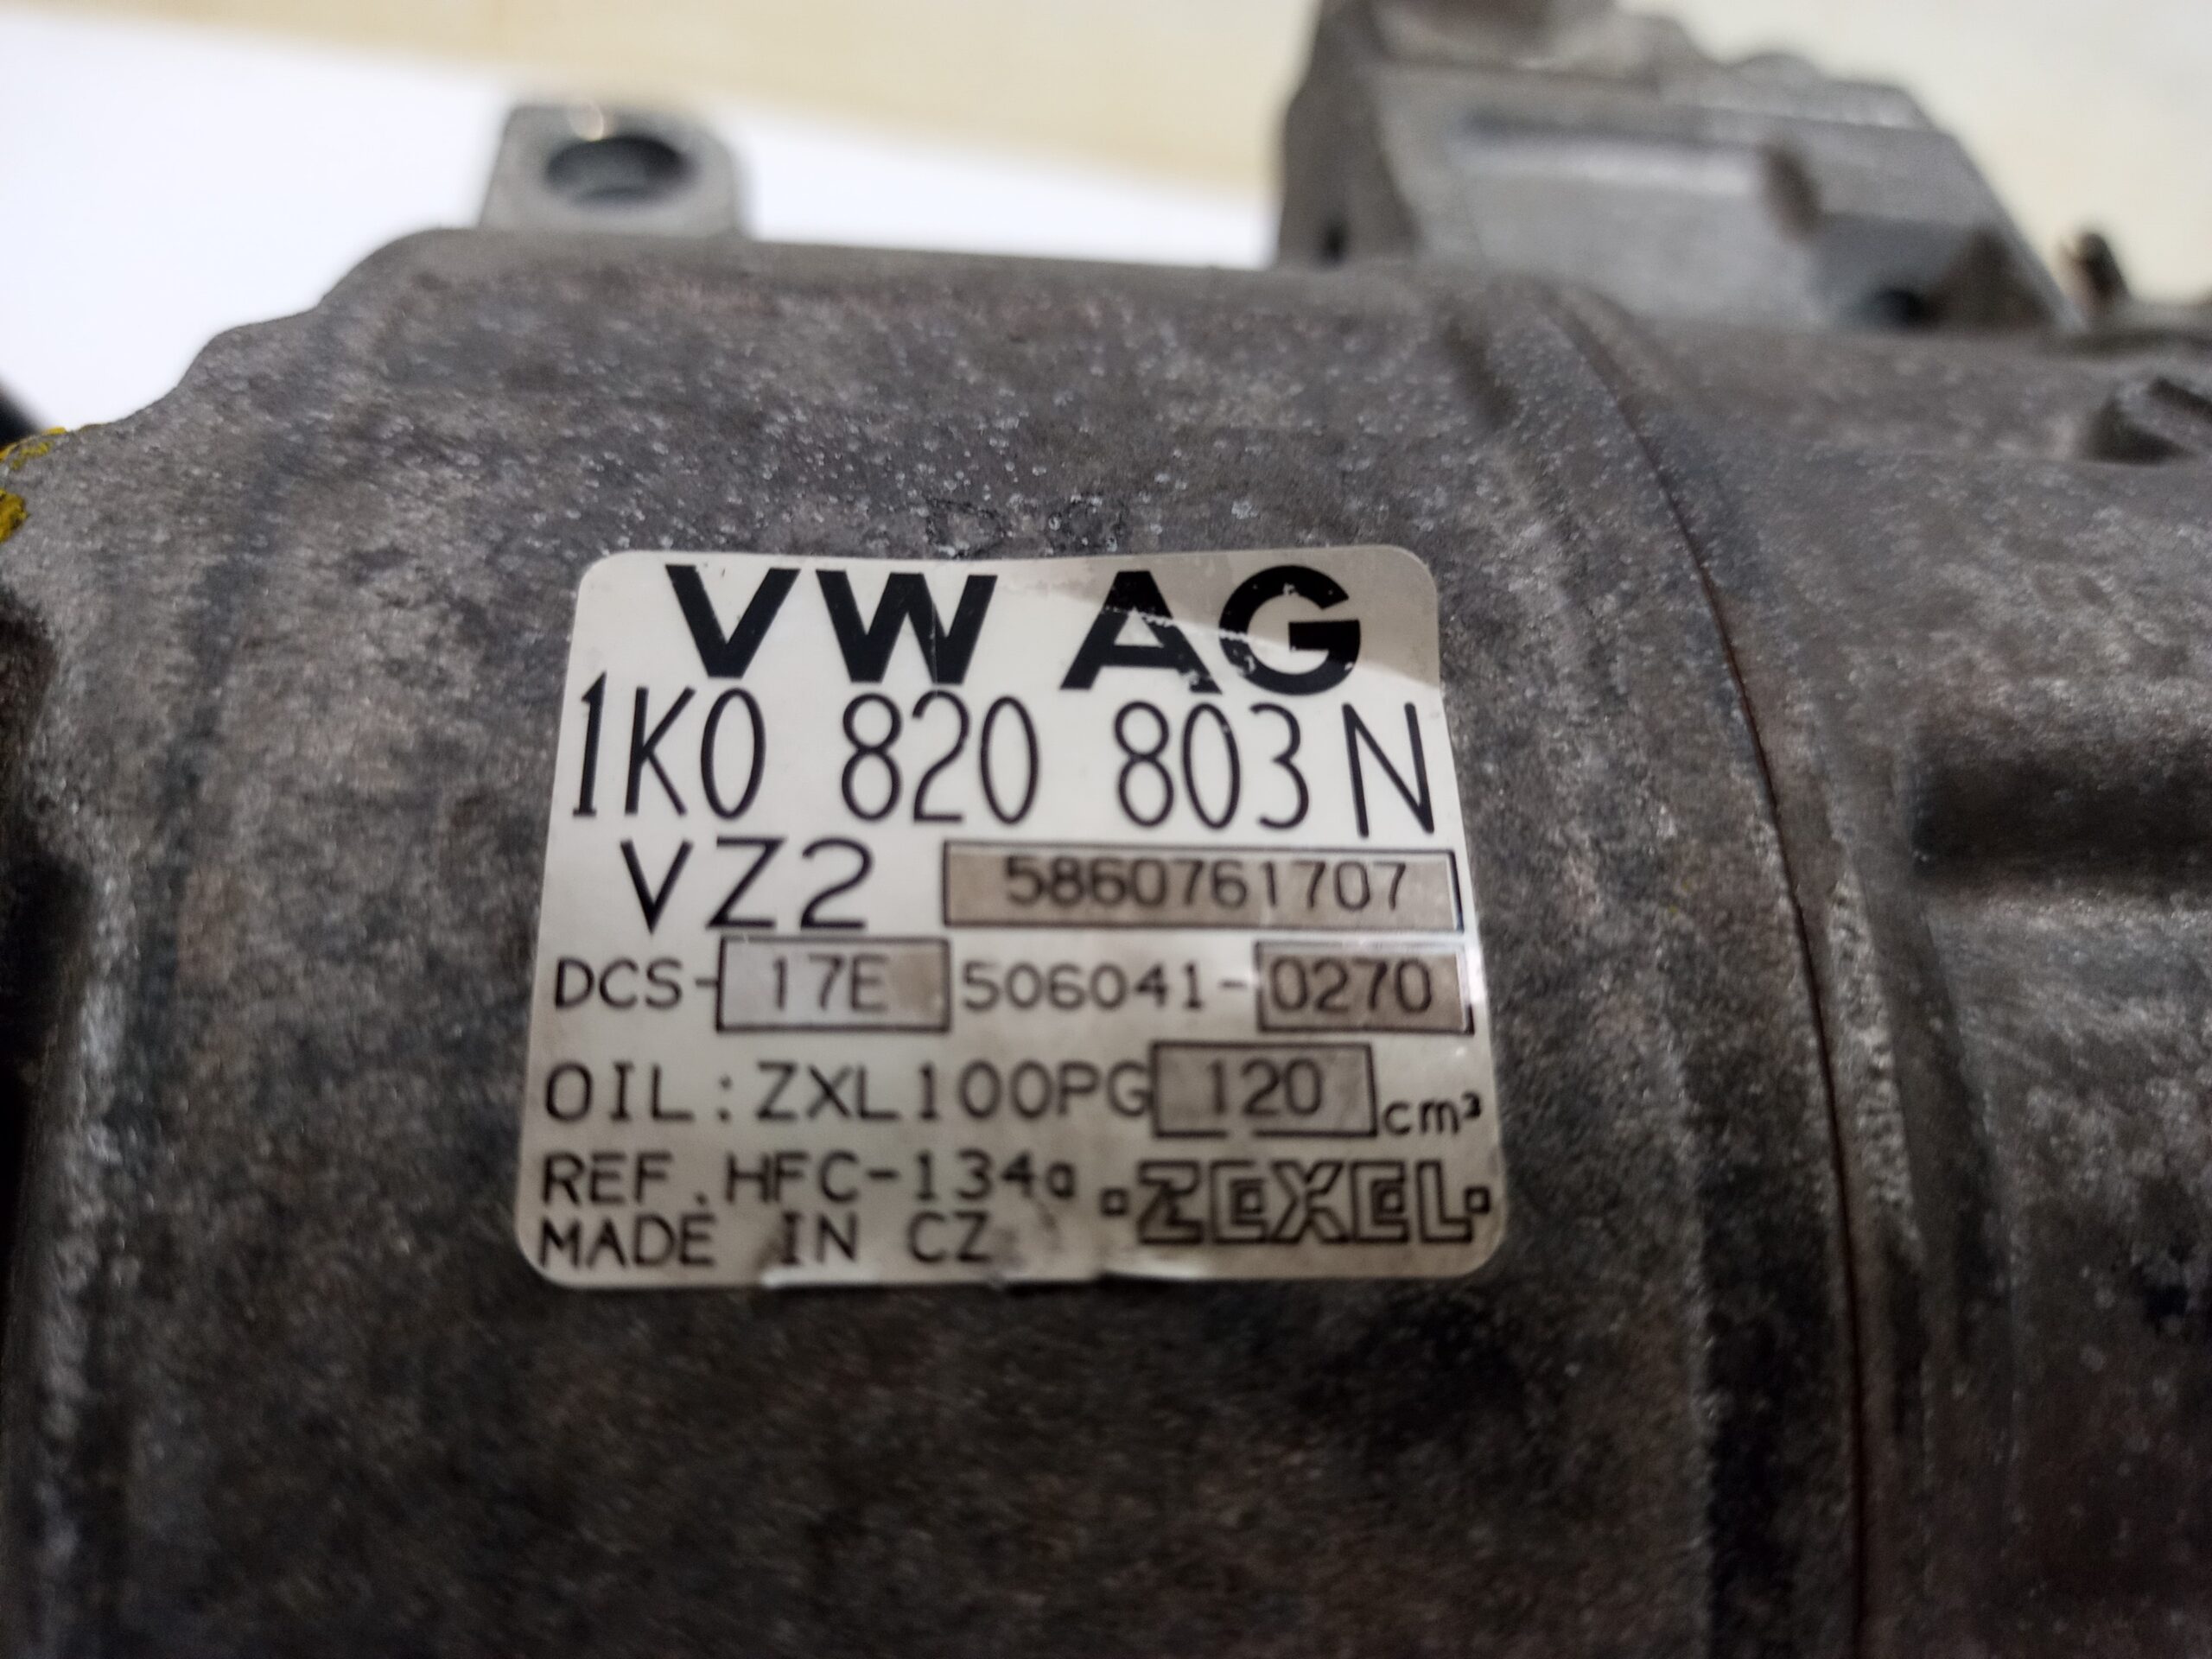 VW AG
1K0 820 803 N
VZ2 5860761707
DCS-17E 506041-0270
OIL:ZXL100PG 120 cm³
REF.HFC-134a ZEXEL
MADE IN CZ